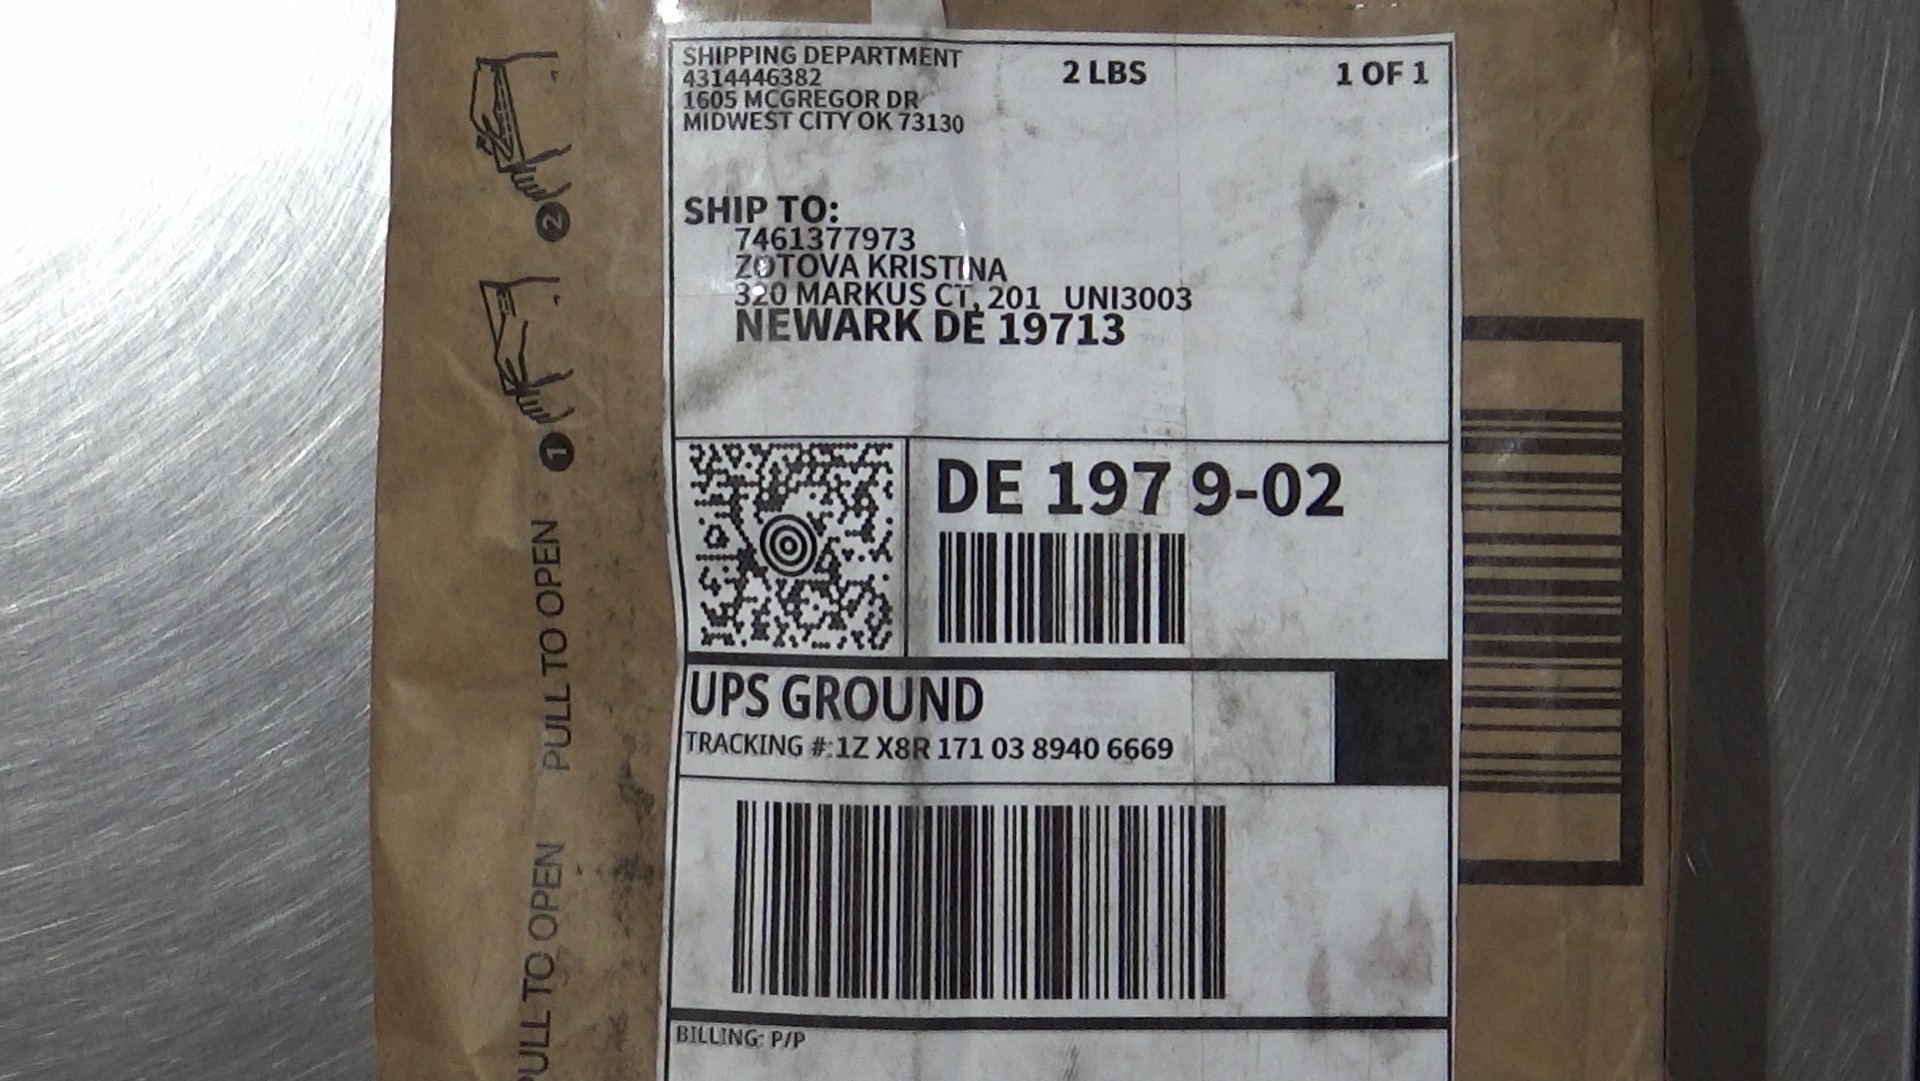 SHIPPING DEPARTMENT
4314446382
1605 MCGREGOR DR
MIDWEST CITY OK 73130
2 LBS
1 OF 1
SHIP TO:
7461377973
ZOTOVA KRISTINA
320 MARKUS CT, 201 UNI3003
NEWARK DE 19713
DE 197 9-02
UPS GROUND
TRACKING #:1Z X8R 171 03 8940 6669
BILLING: P/P
2
1
PULL TO OPEN
PULL TO OPEN